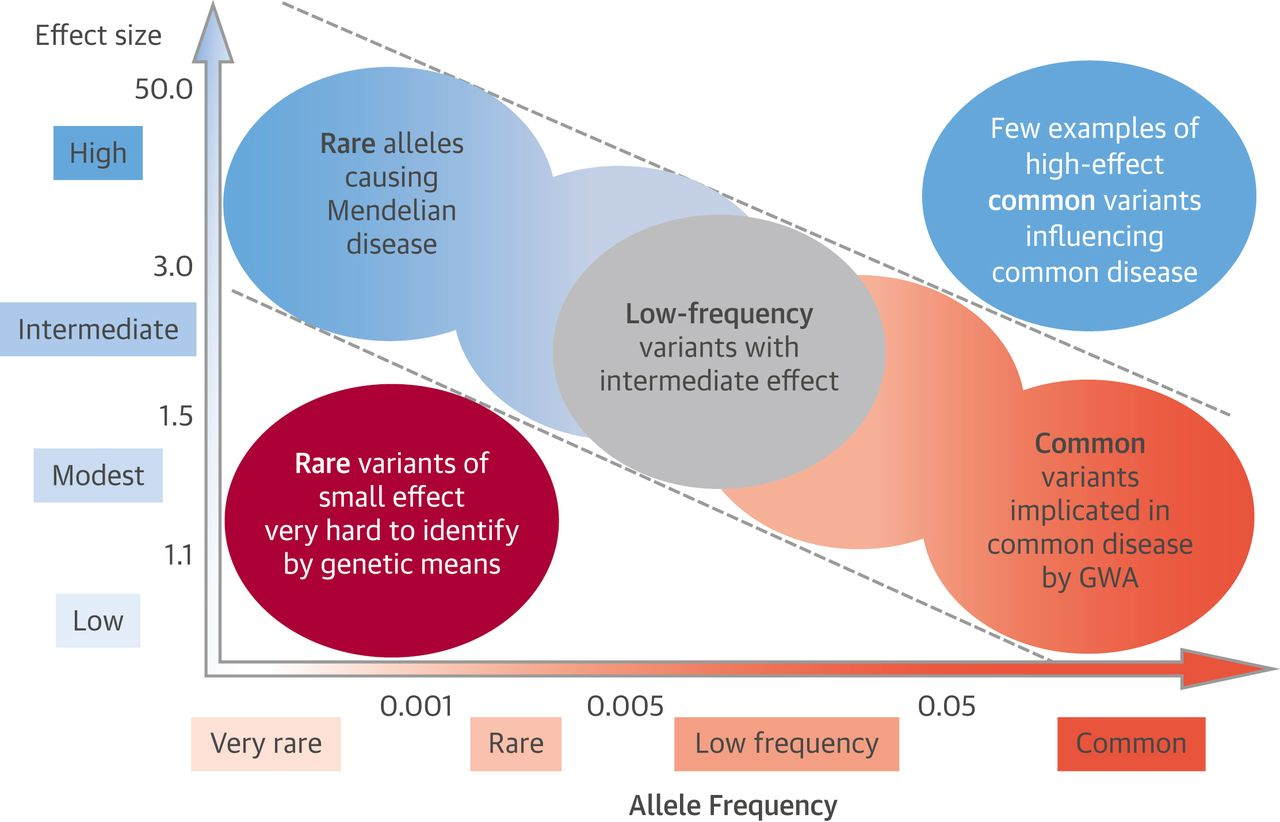 Effect size
50.0
High
3.0
Intermediate
1.5
Modest
1.1
Low
Rare alleles
causing
Mendelian
disease
Few examples of
high-effect
common variants
influencing
common disease
Low-frequency
variants with
intermediate effect
Rare variants of
small effect
very hard to identify
by genetic means
Common
variants
implicated in
common disease
by GWA
0.001
0.005
0.05
Very rare
Rare
Low frequency
Common
Allele Frequency